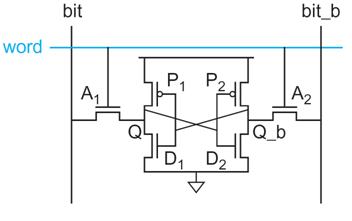 bit bit_b
word
A1 P1 P2 A2
Q Q_b
D1 D2